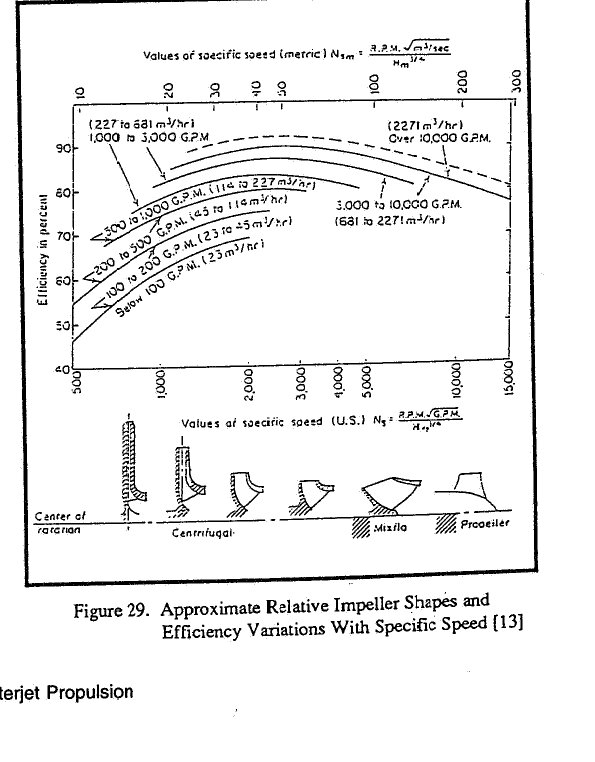 Values of specific speed (metric) Nsm = R.P.M. √m³/sec / Hm 3/4
10 20 30 40 50 100 200 300
(227 to 681 m³/hr)
1,000 to 3,000 G.P.M
(2271 m³/hr)
Over 10,000 G.P.M.
Efficiency in percent
90
80
70
60
50
40
300 to 1,000 G.P.M. (114 to 227 m³/hr)
200 to 500 G.P.M. (45 to 114 m³/hr)
100 to 200 G.P.M. (23 to 45 m³/hr)
Below 100 G.P.M. (23 m³/hr)
3,000 to 10,000 G.P.M.
(681 to 2271 m³/hr)
500 1,000 2,000 3,000 4,000 5,000 10,000 15,000
Values of specific speed (U.S.) Ns = R.P.M. √G.P.M. / H 3/4
Center of
rotation
Centrifugal
Mixflo
Propeller
Figure 29. Approximate Relative Impeller Shapes and
Efficiency Variations With Specific Speed [13]
terjet Propulsion